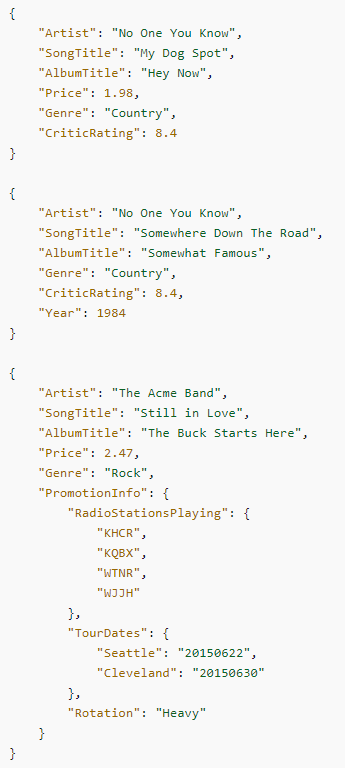 {
    "Artist": "No One You Know",
    "SongTitle": "My Dog Spot",
    "AlbumTitle": "Hey Now",
    "Price": 1.98,
    "Genre": "Country",
    "CriticRating": 8.4
}

{
    "Artist": "No One You Know",
    "SongTitle": "Somewhere Down The Road",
    "AlbumTitle": "Somewhat Famous",
    "Genre": "Country",
    "CriticRating": 8.4,
    "Year": 1984
}

{
    "Artist": "The Acme Band",
    "SongTitle": "Still in Love",
    "AlbumTitle": "The Buck Starts Here",
    "Price": 2.47,
    "Genre": "Rock",
    "PromotionInfo": {
        "RadioStationsPlaying": {
            "KHCR",
            "KQBX",
            "WTNR",
            "WJJH"
        },
        "TourDates": {
            "Seattle": "20150622",
            "Cleveland": "20150630"
        },
        "Rotation": "Heavy"
    }
}